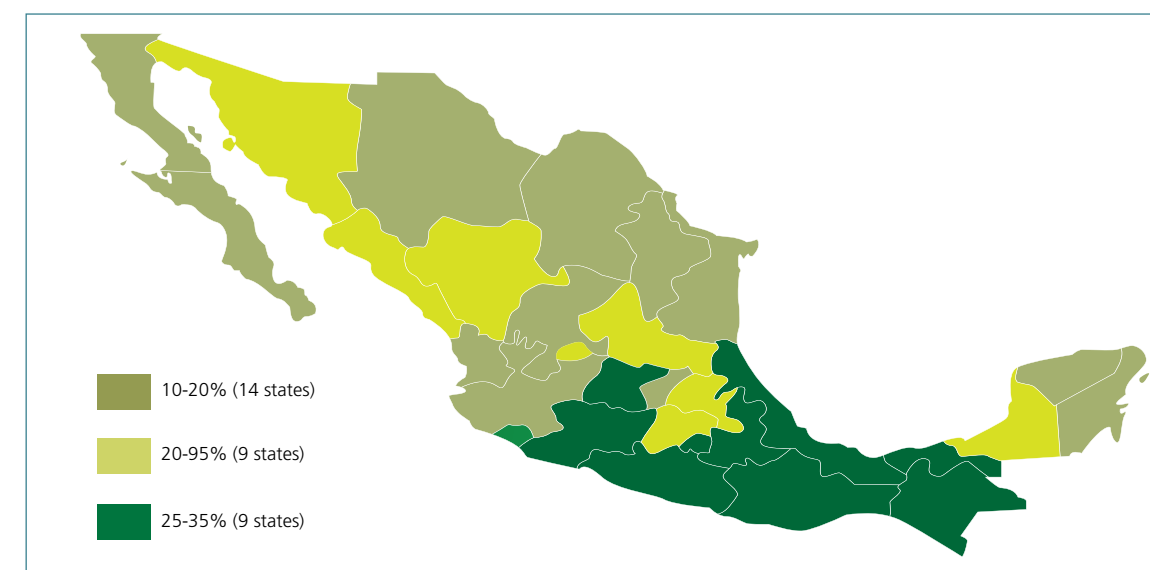 10-20% (14 states)
20-95% (9 states)
25-35% (9 states)